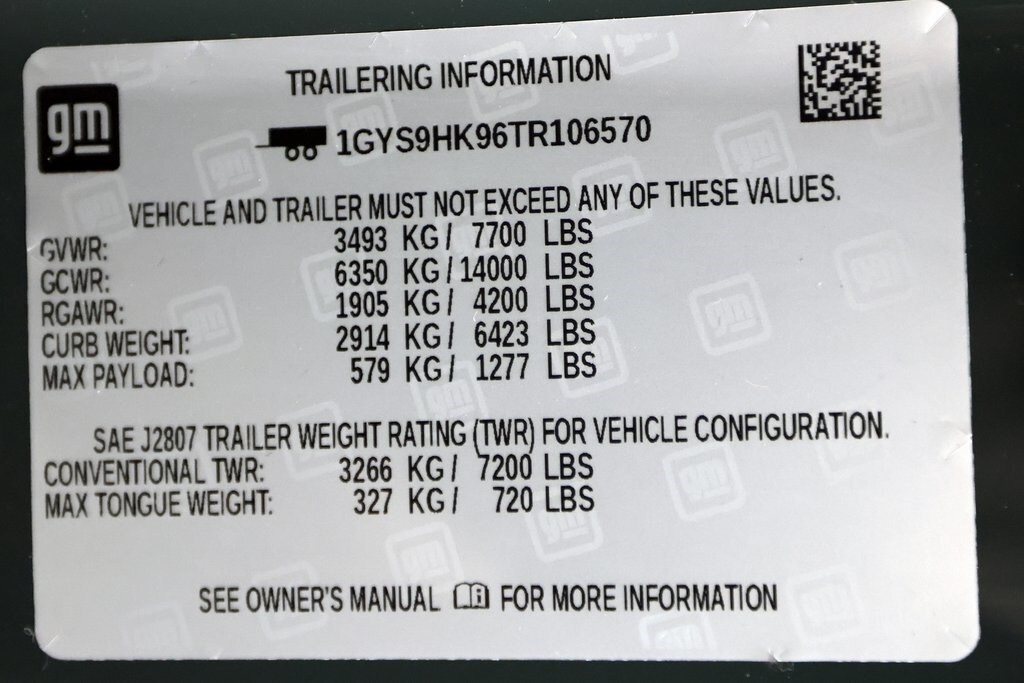 TRAILERING INFORMATION
gm
1GYS9HK96TR106570
VEHICLE AND TRAILER MUST NOT EXCEED ANY OF THESE VALUES.
GVWR: 3493 KG/ 7700 LBS
GCWR: 6350 KG/14000 LBS
RGAWR: 1905 KG/ 4200 LBS
CURB WEIGHT: 2914 KG/ 6423 LBS
MAX PAYLOAD: 579 KG/ 1277 LBS
SAE J2807 TRAILER WEIGHT RATING (TWR) FOR VEHICLE CONFIGURATION.
CONVENTIONAL TWR: 3266 KG/ 7200 LBS
MAX TONGUE WEIGHT: 327 KG/ 720 LBS
SEE OWNER'S MANUAL FOR MORE INFORMATION